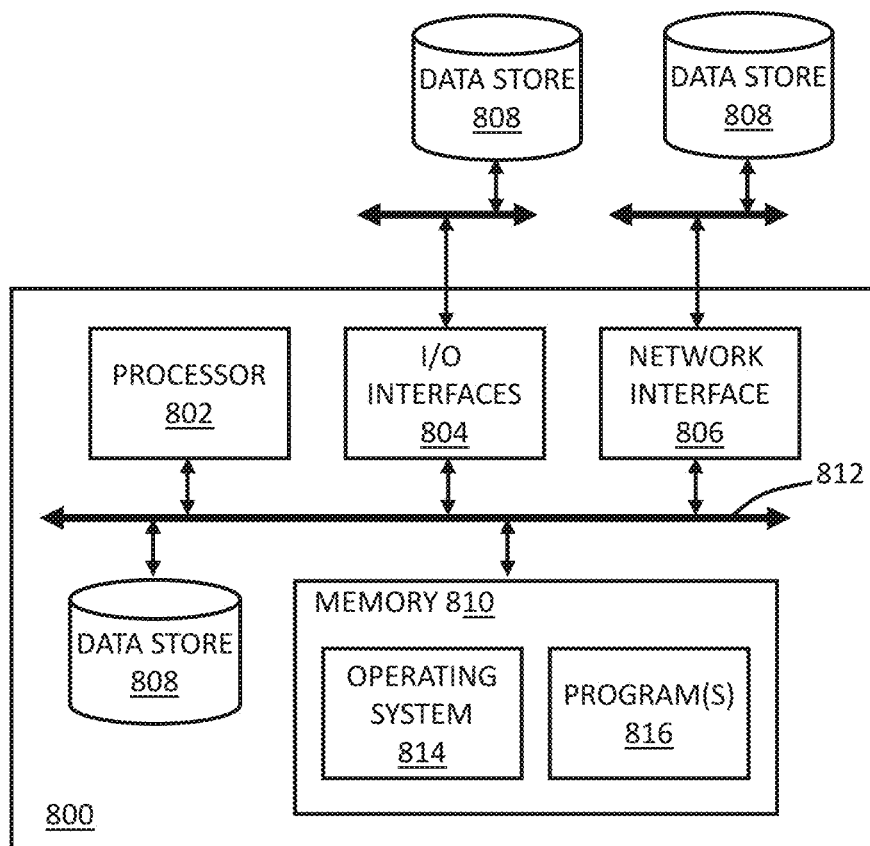 DATA STORE
808
DATA STORE
808
PROCESSOR
802
I/O
INTERFACES
804
NETWORK
INTERFACE
806
812
DATA STORE
808
MEMORY 810
OPERATING
SYSTEM
814
PROGRAM(S)
816
800